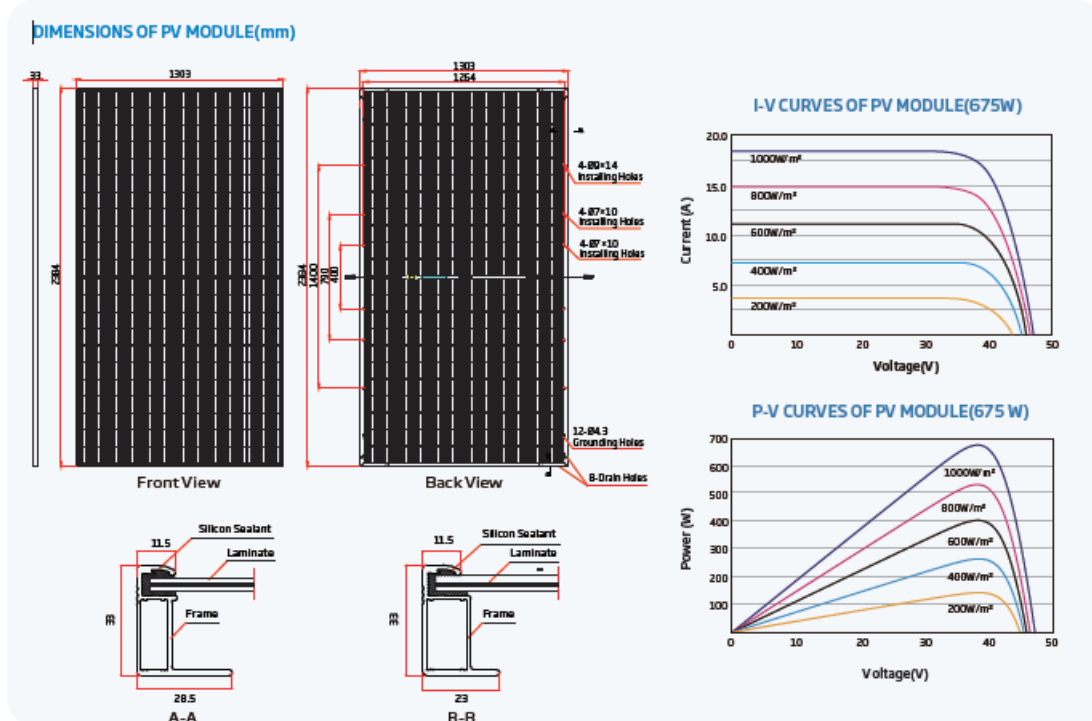 DIMENSIONS OF PV MODULE(mm)
33
1303
2384
Front View
1303
1264
2384
1400
790
400
4-Ø9×14
Installing Holes
4-Ø7×10
Installing Holes
4-Ø7×10
Installing Holes
12-Ø4.3
Grounding Holes
8-Drain Holes
Back View
11.5
Silicon Sealant
Laminate
Frame
33
28.5
A-A
11.5
Silicon Sealant
Laminate
Frame
33
23
B-B
I-V CURVES OF PV MODULE(675W)
Current (A)
20.0
15.0
10.0
5.0
1000W/m²
800W/m²
600W/m²
400W/m²
200W/m²
0 10 20 30 40 50
Voltage(V)
P-V CURVES OF PV MODULE(675 W)
Power (W)
700
600
500
400
300
200
100
1000W/m²
800W/m²
600W/m²
400W/m²
200W/m²
0 10 20 30 40 50
Voltage(V)